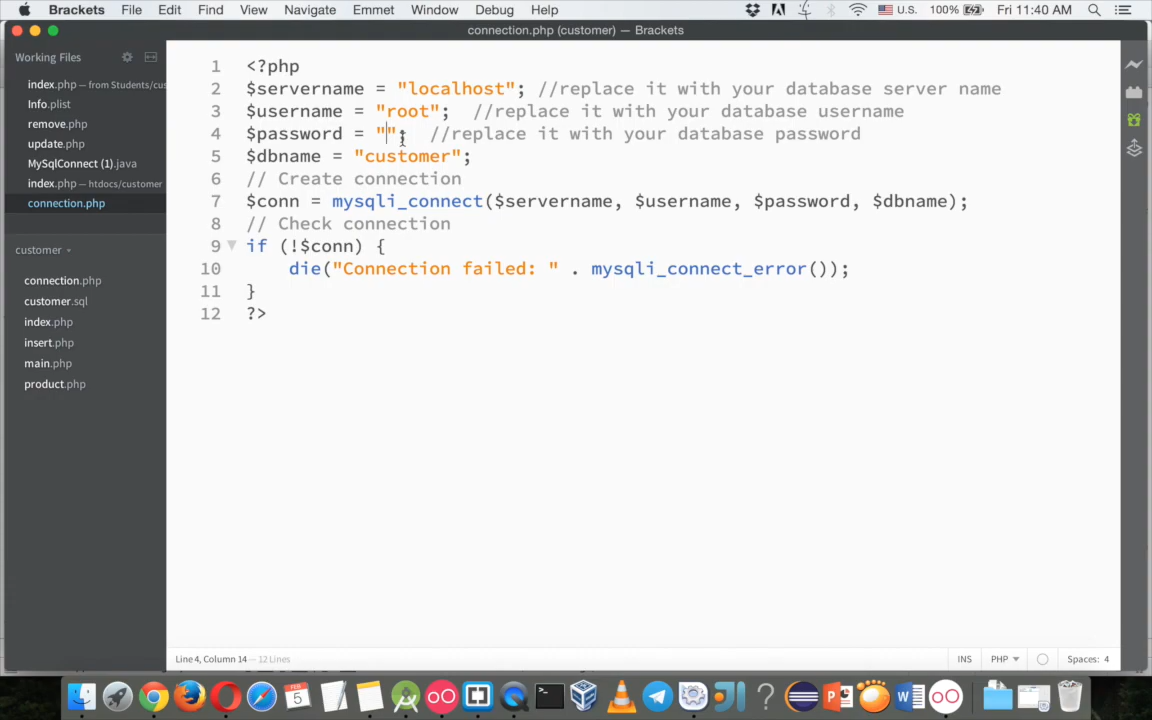 Brackets File Edit Find View Navigate Emmet Window Debug Help U.S. 100% Fri 11:40 AM
connection.php (customer) — Brackets
Working Files
index.php — from Students/cus
Info.plist
remove.php
update.php
MySqlConnect (1).java
index.php — htdocs/customer
connection.php
customer
connection.php
customer.sql
index.php
insert.php
main.php
product.php
1 <?php
2 $servername = "localhost"; //replace it with your database server name
3 $username = "root"; //replace it with your database username
4 $password = ""; //replace it with your database password
5 $dbname = "customer";
6 // Create connection
7 $conn = mysqli_connect($servername, $username, $password, $dbname);
8 // Check connection
9 if (!$conn) {
10 die("Connection failed: " . mysqli_connect_error());
11 }
12 ?>
Line 4, Column 14 — 12 Lines INS PHP Spaces: 4
FEB
5